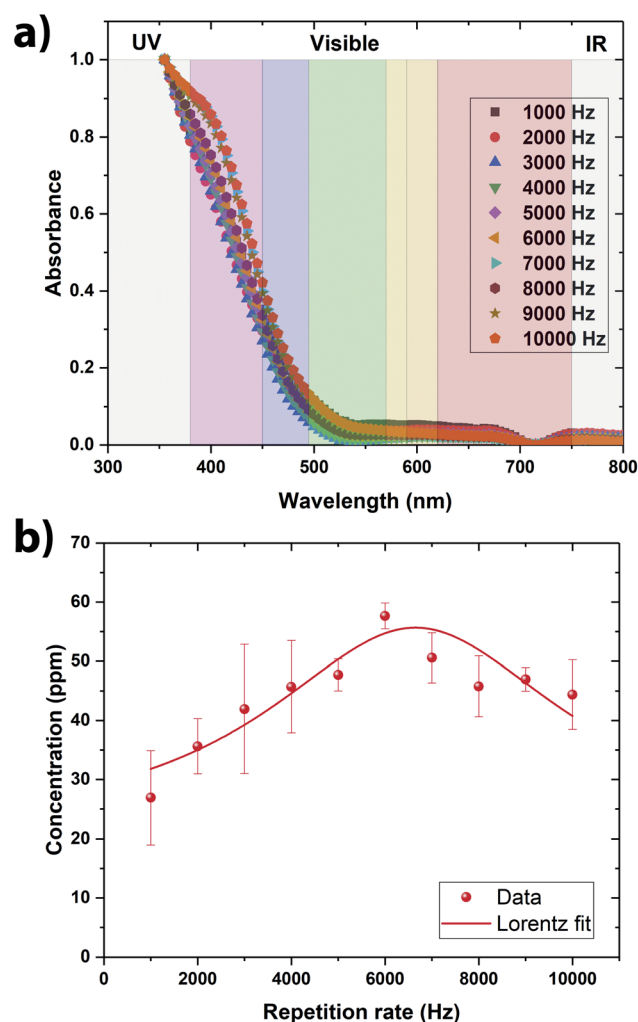 a)
UV Visible IR
1.0
0.8
0.6
0.4
0.2
0.0
Absorbance
1000 Hz
2000 Hz
3000 Hz
4000 Hz
5000 Hz
6000 Hz
7000 Hz
8000 Hz
9000 Hz
10000 Hz
300 400 500 600 700 800
Wavelength (nm)
b)
70
60
50
40
30
20
10
0
Concentration (ppm)
Data
Lorentz fit
0 2000 4000 6000 8000 10000
Repetition rate (Hz)